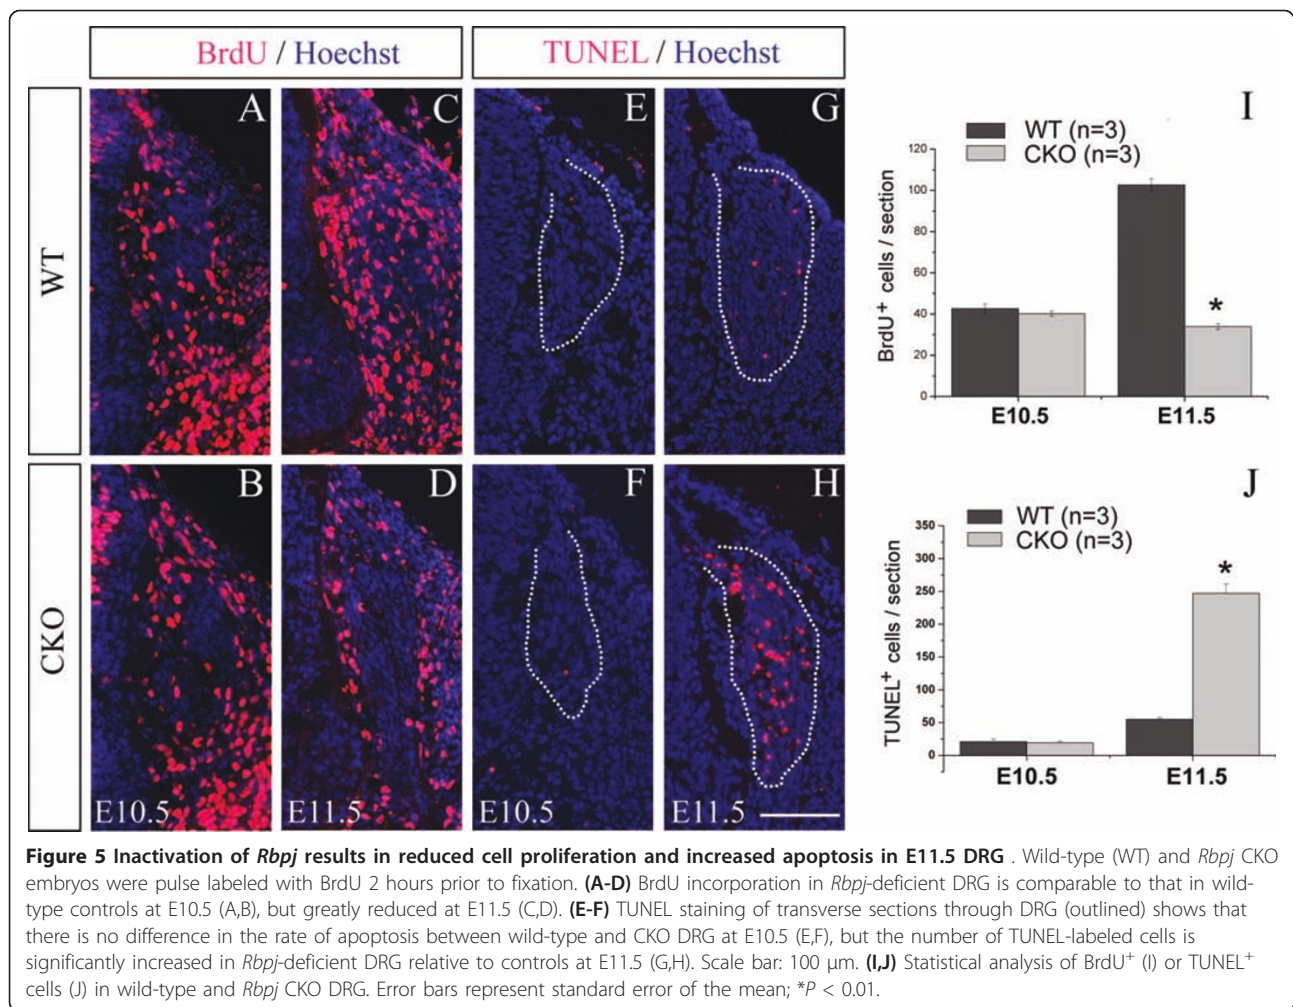 BrdU / Hoechst
TUNEL / Hoechst
WT
A
C
E
G
CKO
B
D
F
H
E10.5
E11.5
E10.5
E11.5
I
WT (n=3)
CKO (n=3)
BrdU+ cells / section
120
100
80
60
40
20
0
*
E10.5
E11.5
J
WT (n=3)
CKO (n=3)
TUNEL+ cells / section
350
300
250
200
150
100
50
0
*
E10.5
E11.5
Figure 5 Inactivation of Rbpj results in reduced cell proliferation and increased apoptosis in E11.5 DRG . Wild-type (WT) and Rbpj CKO
embryos were pulse labeled with BrdU 2 hours prior to fixation. (A-D) BrdU incorporation in Rbpj-deficient DRG is comparable to that in wild-
type controls at E10.5 (A,B), but greatly reduced at E11.5 (C,D). (E-F) TUNEL staining of transverse sections through DRG (outlined) shows that
there is no difference in the rate of apoptosis between wild-type and CKO DRG at E10.5 (E,F), but the number of TUNEL-labeled cells is
significantly increased in Rbpj-deficient DRG relative to controls at E11.5 (G,H). Scale bar: 100 μm. (I,J) Statistical analysis of BrdU+ (I) or TUNEL+
cells (J) in wild-type and Rbpj CKO DRG. Error bars represent standard error of the mean; *P < 0.01.